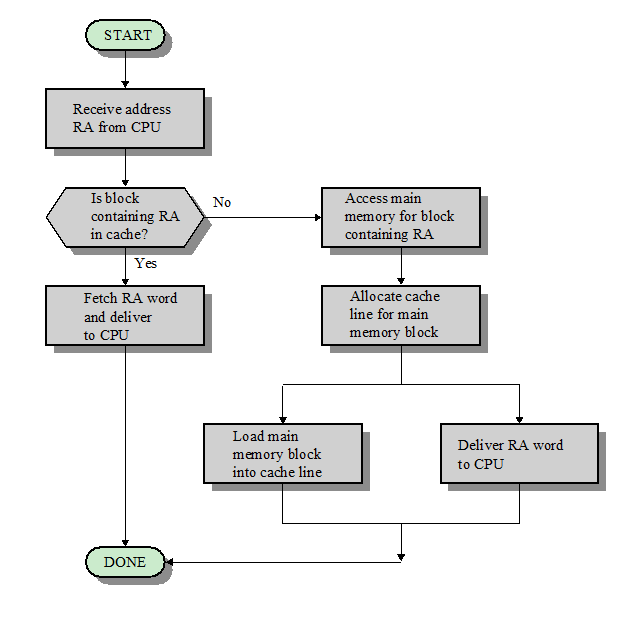 START
Receive address
RA from CPU
Is block
containing RA
in cache?
No
Access main
memory for block
containing RA
Yes
Fetch RA word
and deliver
to CPU
Allocate cache
line for main
memory block
Load main
memory block
into cache line
Deliver RA word
to CPU
DONE